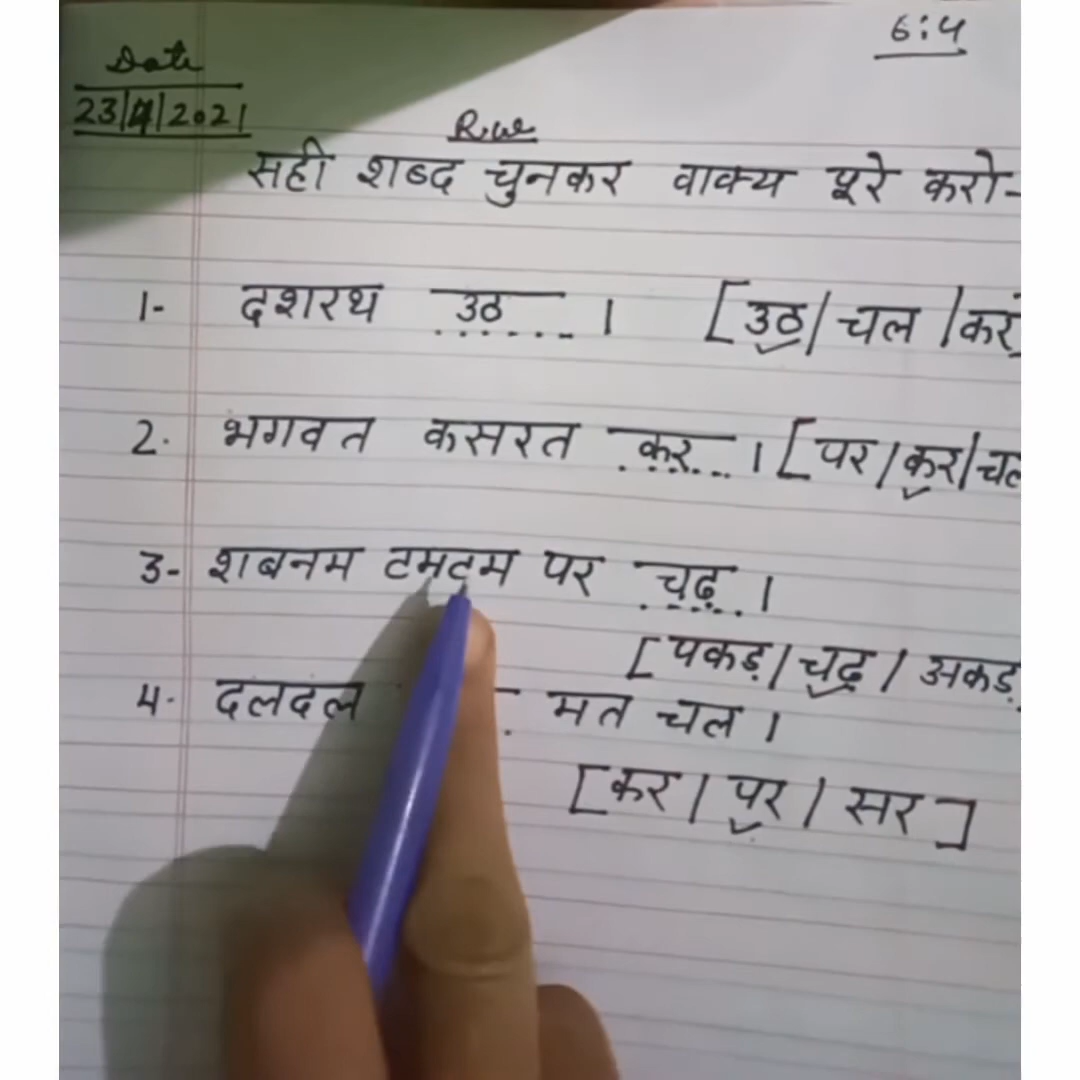 6:4
Date
23/4/2021
R.W
सही शब्द चुनकर वाक्य पूरे करो-
1- दशरथ उठ । [उठ/ चल /कर]
2. भगवत कसरत कर । [पर/कर/चल
3- शबनम टमटम पर चढ़ ।
[पकड़/ चढ़/ अकड़
4. दलदल मत चल ।
[कर/ पर/ सर]